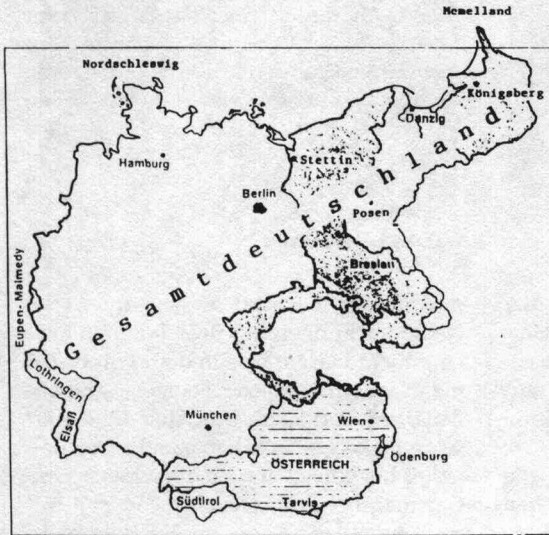 Memelland
Nordschleswig
Königsberg
Danzig
Hamburg
Stettin
Berlin
Posen
Gesamtdeutschland
Breslau
Eupen-Malmedy
Lothringen
Elsaß
München
Wien
ÖSTERREICH
Ödenburg
Südtirol
Tarvis